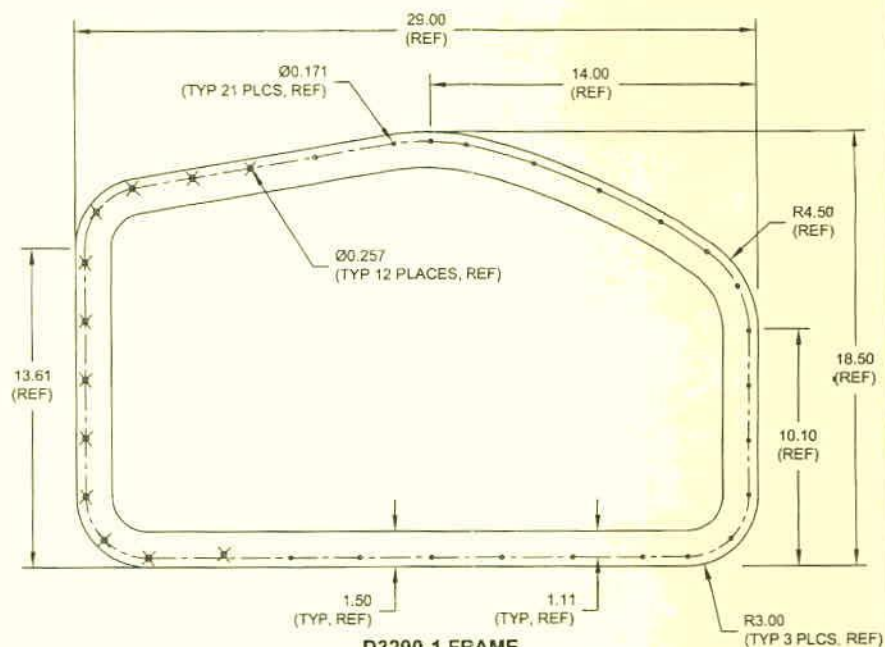 29.00
(REF)
Ø0.171
(TYP 21 PLCS, REF)
14.00
(REF)
R4.50
(REF)
Ø0.257
(TYP 12 PLACES, REF)
13.61
(REF)
18.50
(REF)
10.10
(REF)
1.50
(TYP, REF)
1.11
(TYP, REF)
R3.00
(TYP 3 PLCS, REF)